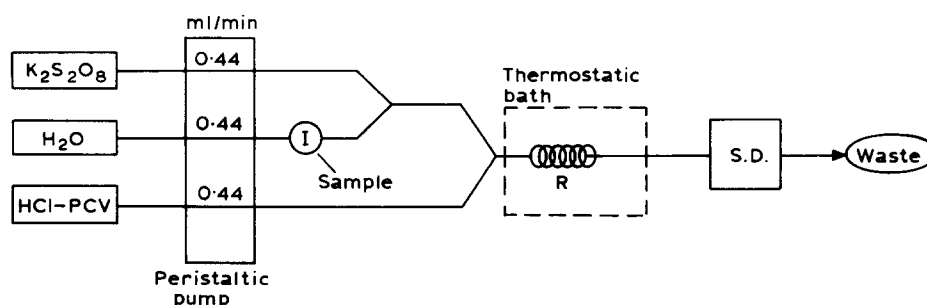 ml/min
K₂S₂O₈
0·44
Thermostatic
bath
H₂O
0·44
I
Sample
R
S.D.
Waste
HCl-PCV
0·44
Peristaltic
pump